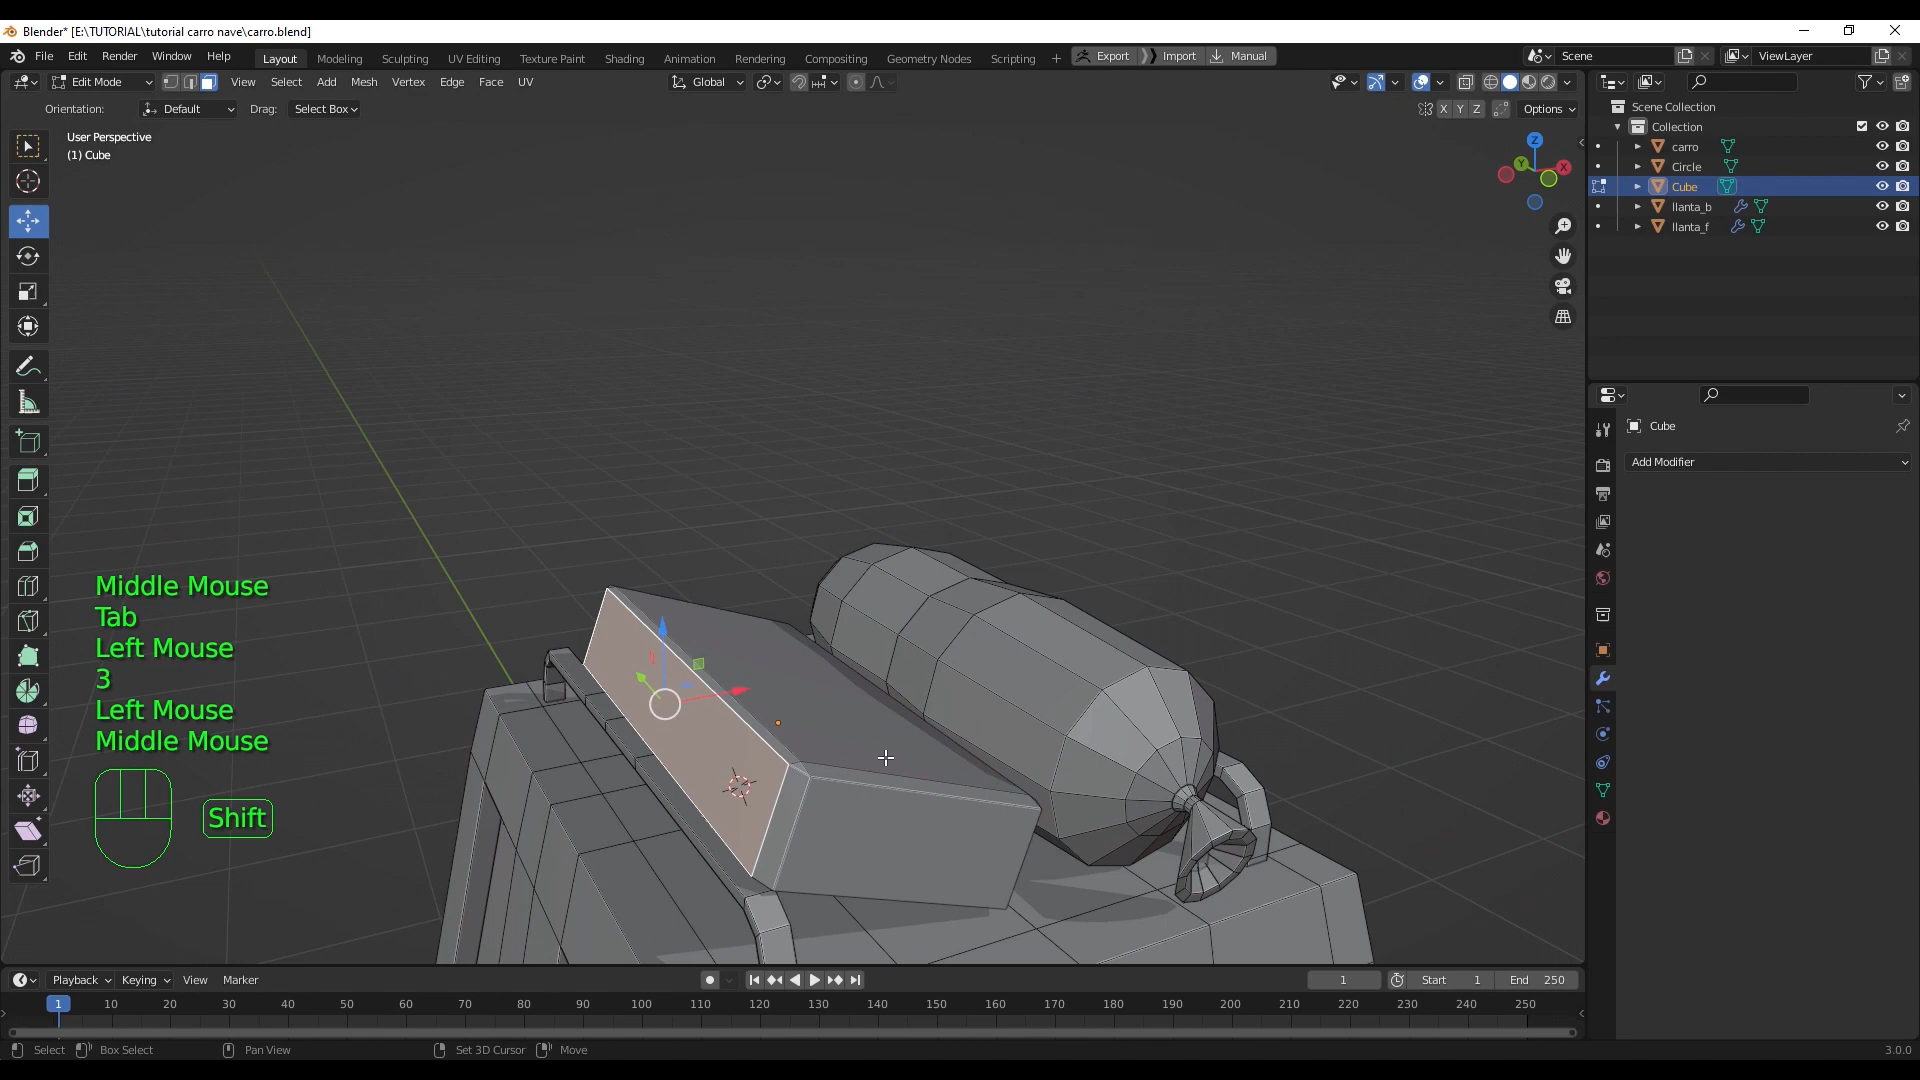 Blender* [E:\TUTORIAL\tutorial carro nave\carro.blend]
File Edit Render Window Help Layout Modeling Sculpting UV Editing Texture Paint Shading Animation Rendering Compositing Geometry Nodes Scripting + Export Import Manual Scene ViewLayer
Edit Mode View Select Add Mesh Vertex Edge Face UV Global
Orientation: Default Drag: Select Box X Y Z Options
User Perspective
(1) Cube
Z
Y
X
Scene Collection
Collection
carro
Circle
Cube
llanta_b
llanta_f
Cube
Add Modifier
Middle Mouse
Tab
Left Mouse
3
Left Mouse
Middle Mouse
Shift
Playback Keying View Marker 1 Start 1 End 250
1 10 20 30 40 50 60 70 80 90 100 110 120 130 140 150 160 170 180 190 200 210 220 230 240 250
Select Box Select Pan View Set 3D Cursor Move 3.0.0